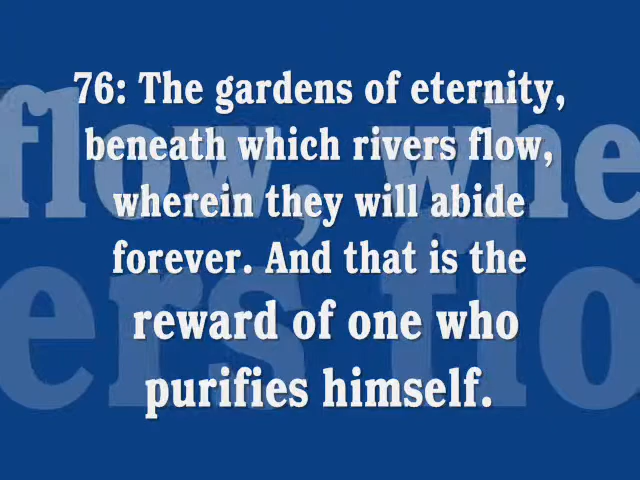 76: The gardens of eternity,
beneath which rivers flow,
wherein they will abide
forever. And that is the
reward of one who
purifies himself.